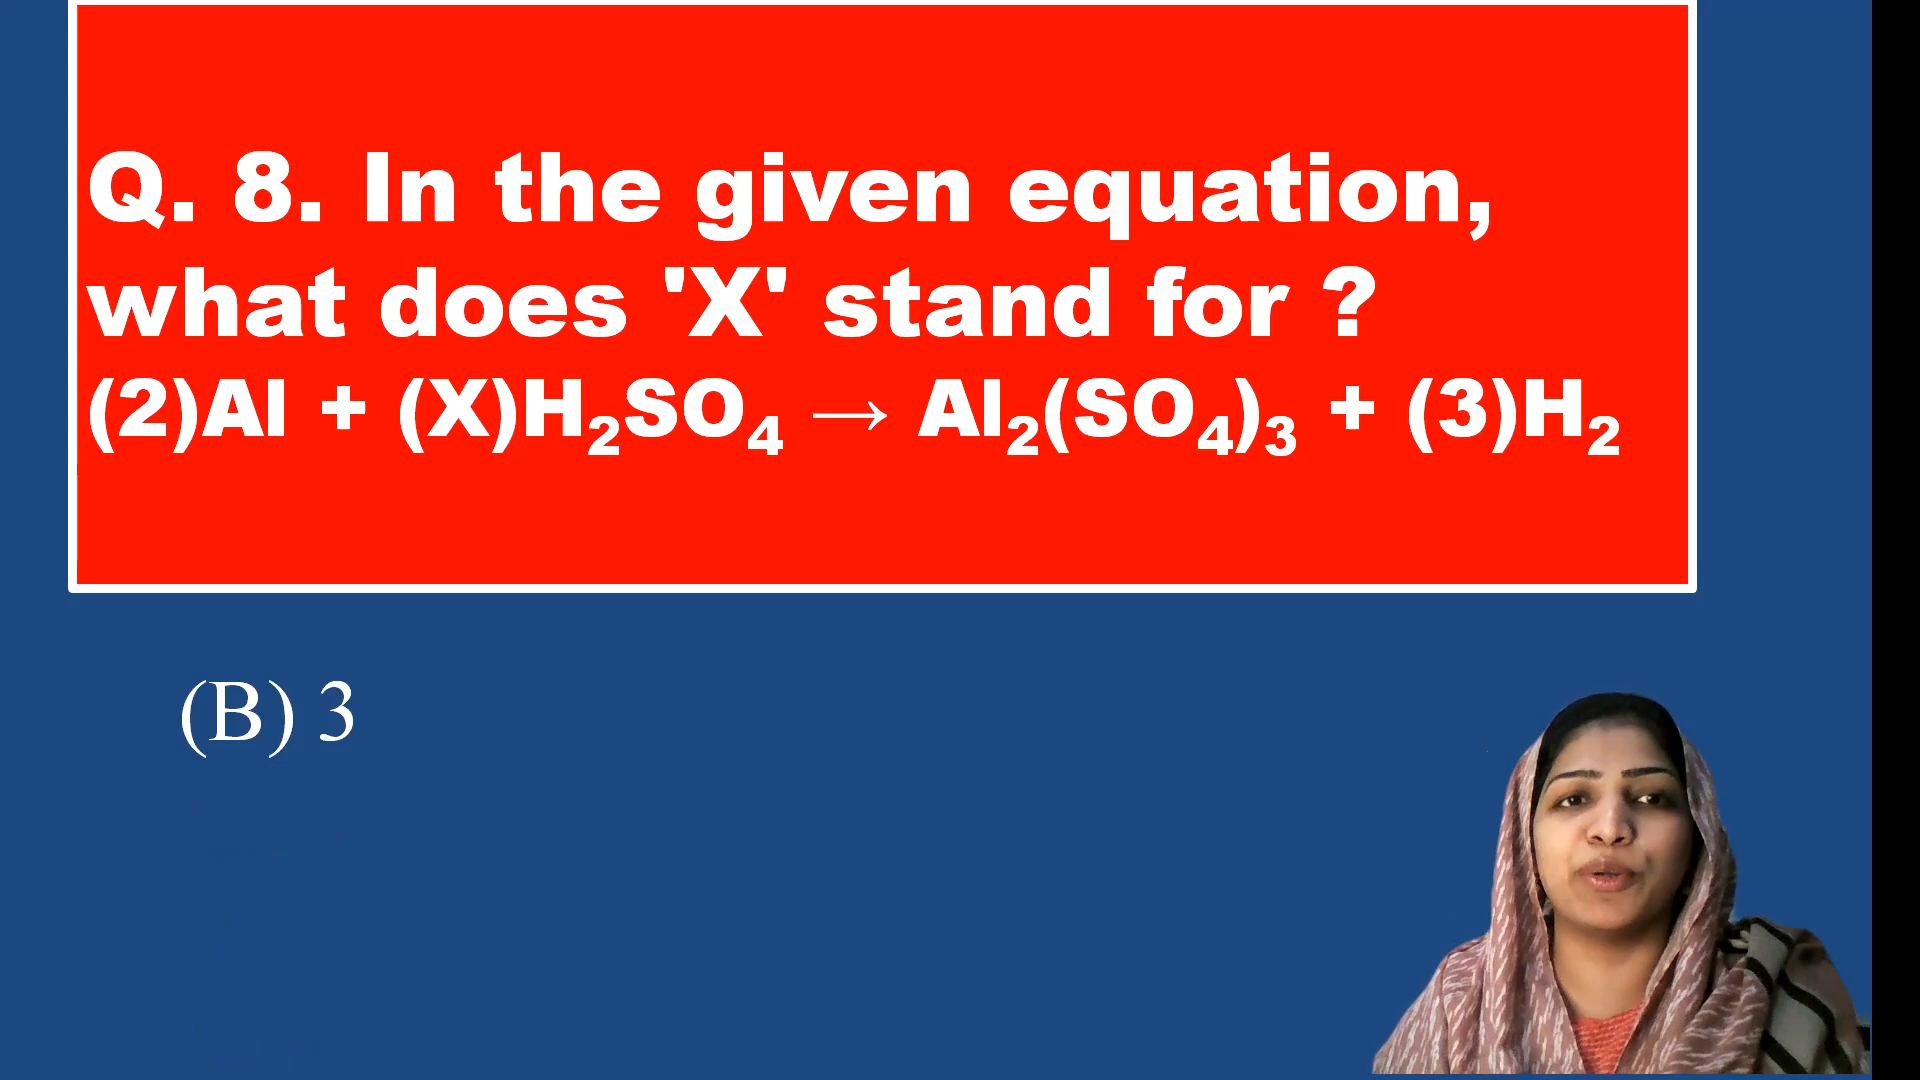 Q. 8. In the given equation,
what does 'X' stand for ?
(2)Al + (X)H₂SO₄ → Al₂(SO₄)₃ + (3)H₂
(B) 3